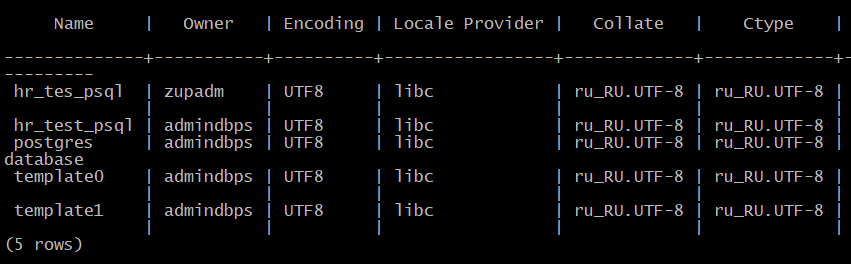 Name | Owner | Encoding | Locale Provider | Collate | Ctype |
--------------+-----------+----------+-----------------+-------------+-------------+-
---------
hr_tes_psql | zupadm | UTF8 | libc | ru_RU.UTF-8 | ru_RU.UTF-8 |
| | | | | |
hr_test_psql | admindbps | UTF8 | libc | ru_RU.UTF-8 | ru_RU.UTF-8 |
postgres | admindbps | UTF8 | libc | ru_RU.UTF-8 | ru_RU.UTF-8 |
database
template0 | admindbps | UTF8 | libc | ru_RU.UTF-8 | ru_RU.UTF-8 |
| | | | | |
template1 | admindbps | UTF8 | libc | ru_RU.UTF-8 | ru_RU.UTF-8 |
| | | | | |
(5 rows)